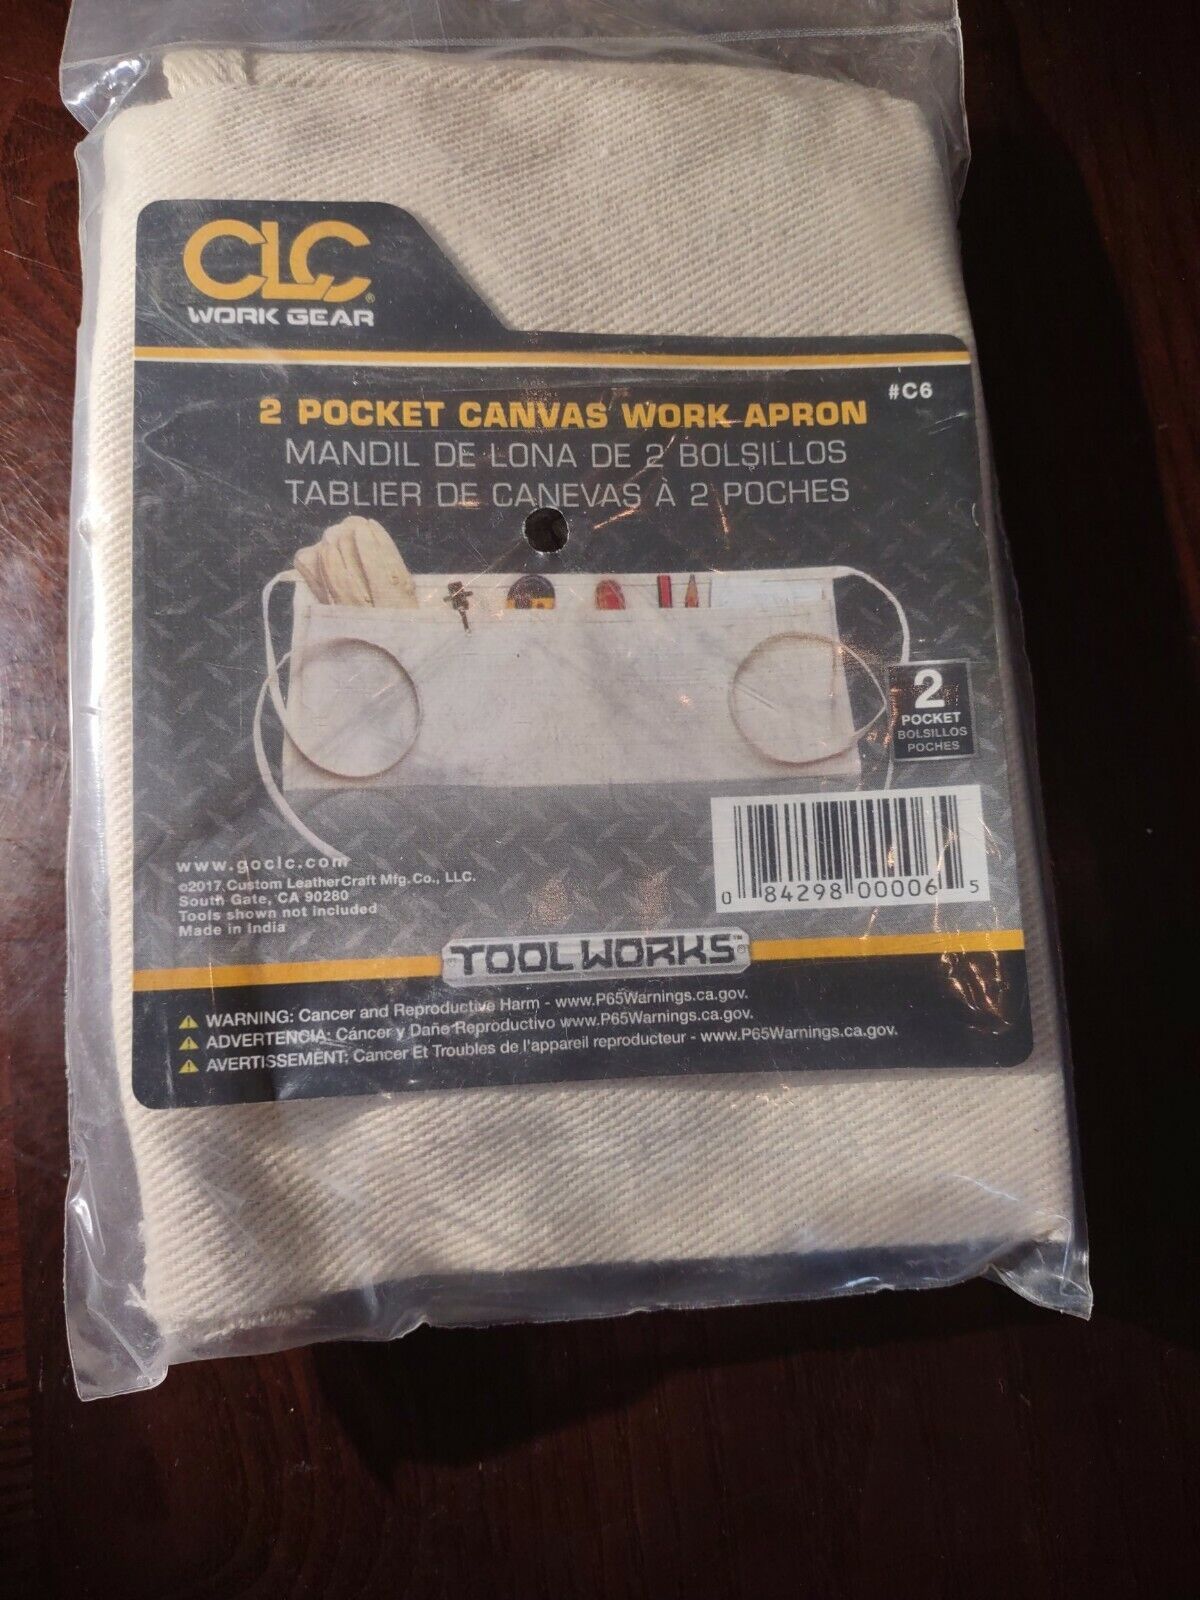 CLC®
WORK GEAR
#C6
2 POCKET CANVAS WORK APRON
MANDIL DE LONA DE 2 BOLSILLOS
TABLIER DE CANEVAS À 2 POCHES
2
POCKET
BOLSILLOS
POCHES
www.goclc.com
©2017 Custom LeatherCraft Mfg. Co., LLC.
South Gate, CA 90280
Tools shown not included
Made in India
0 84298 00006 5
TOOL WORKS™®
WARNING: Cancer and Reproductive Harm - www.P65Warnings.ca.gov.
ADVERTENCIA: Cáncer y Daño Reproductivo www.P65Warnings.ca.gov.
AVERTISSEMENT: Cancer Et Troubles de l'appareil reproducteur - www.P65Warnings.ca.gov.